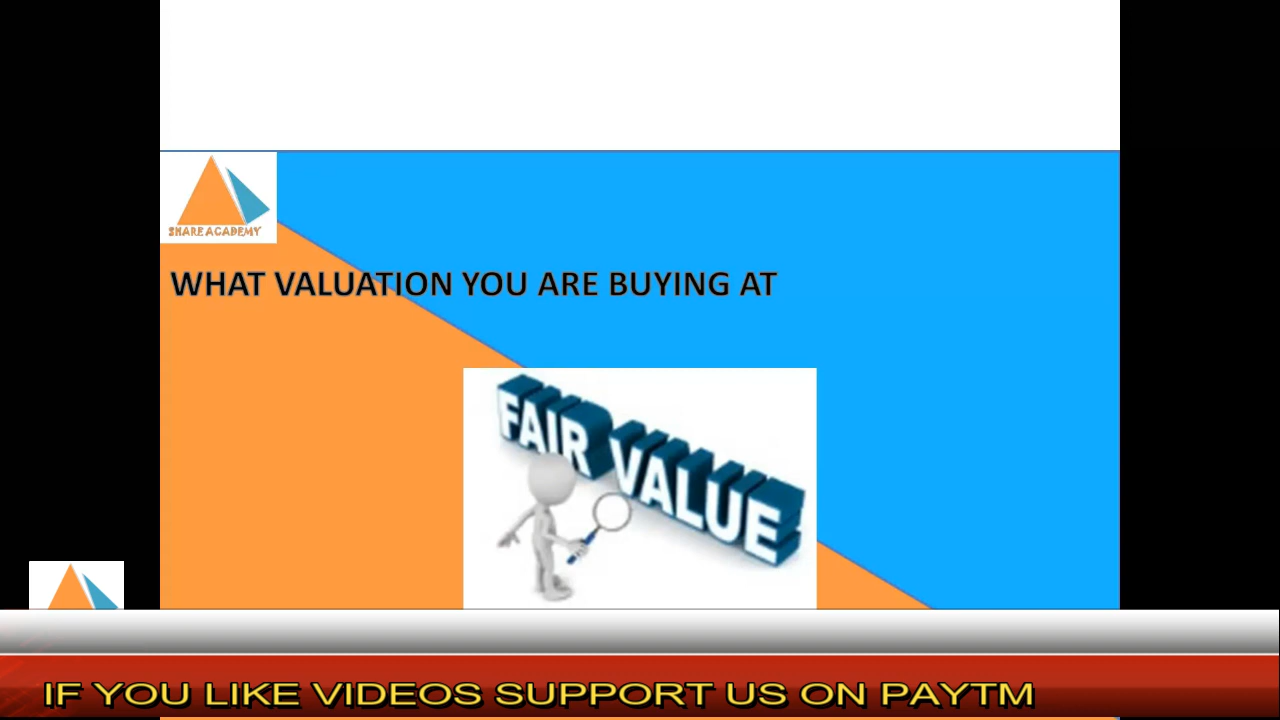 SHARE ACADEMY
WHAT VALUATION YOU ARE BUYING AT
FAIR VALUE
IF YOU LIKE VIDEOS SUPPORT US ON PAYTM